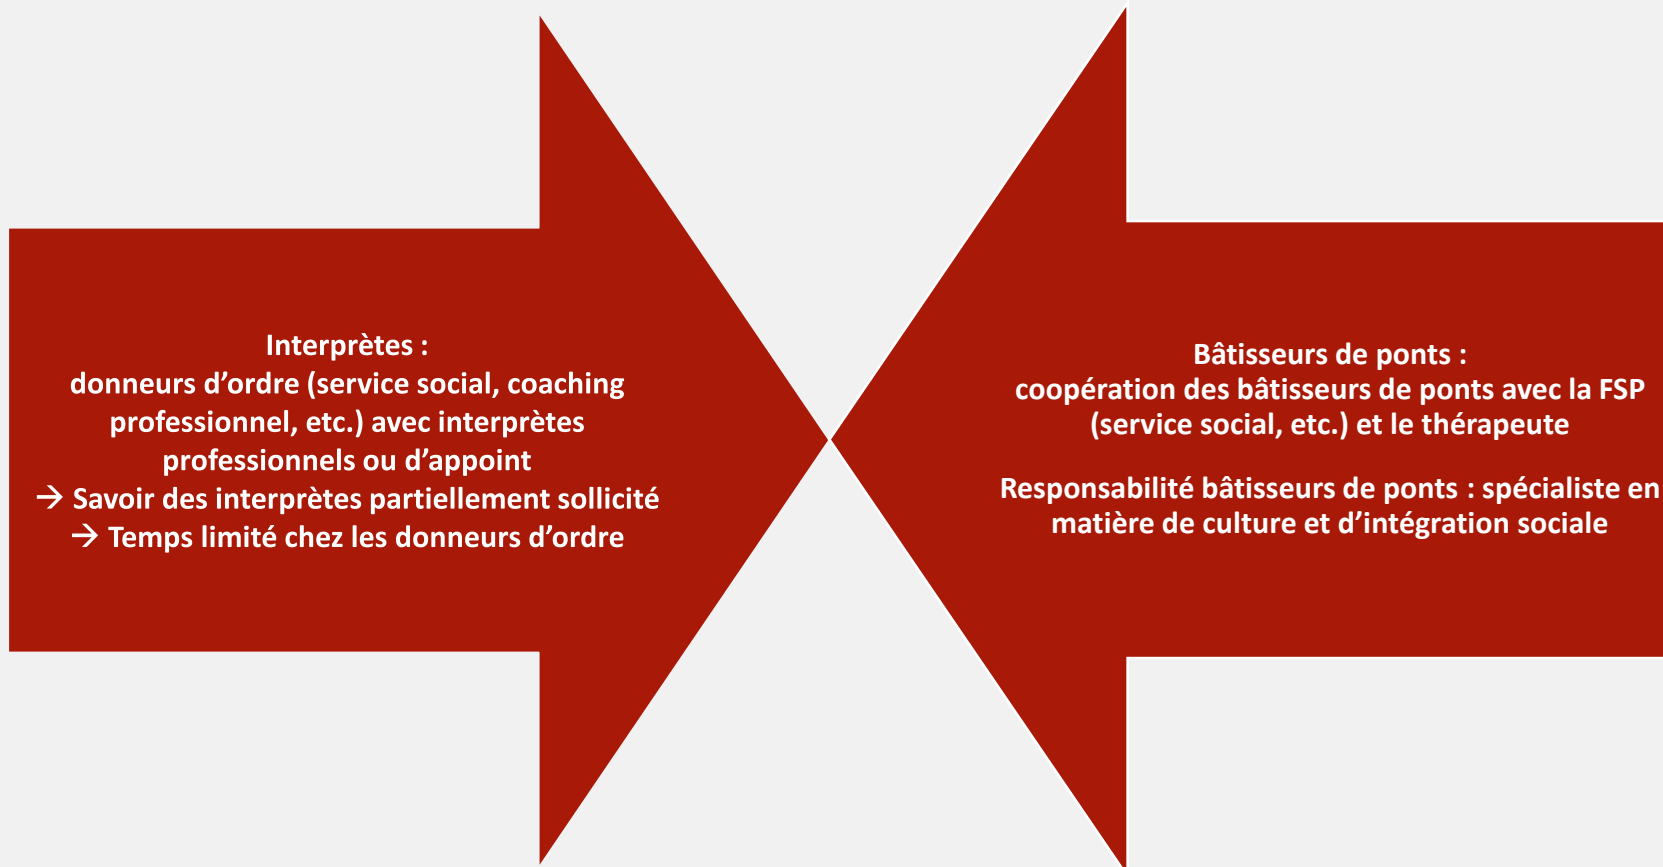 Interprètes :
donneurs d’ordre (service social, coaching
professionnel, etc.) avec interprètes
professionnels ou d’appoint
→ Savoir des interprètes partiellement sollicité
→ Temps limité chez les donneurs d’ordre
Bâtisseurs de ponts :
coopération des bâtisseurs de ponts avec la FSP
(service social, etc.) et le thérapeute
Responsabilité bâtisseurs de ponts : spécialiste en
matière de culture et d’intégration sociale